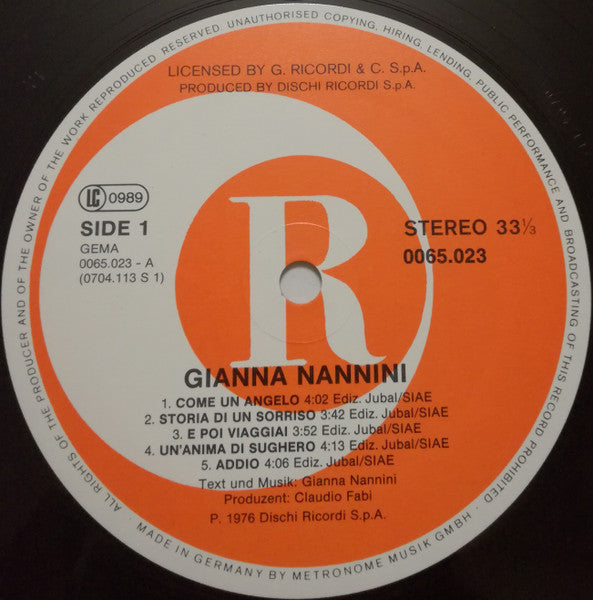 ALL RIGHTS OF THE PRODUCER AND OF THE OWNER OF THE WORK REPRODUCED RESERVED. UNAUTHORISED COPYING, HIRING, LENDING, PUBLIC PERFORMANCE AND BROADCASTING OF THIS RECORD PROHIBITED
LICENSED BY G. RICORDI & C. S.p.A.
PRODUCED BY DISCHI RICORDI S.p.A.
LC 0989
SIDE 1
GEMA
0065.023 - A
(0704.113 S 1)
R
STEREO 33⅓
0065.023
GIANNA NANNINI
1. COME UN ANGELO 4:02 Ediz. Jubal/SIAE
2. STORIA DI UN SORRISO 3:42 Ediz. Jubal/SIAE
3. E POI VIAGGIAI 3:52 Ediz. Jubal/SIAE
4. UN'ANIMA DI SUGHERO 4:13 Ediz. Jubal/SIAE
5. ADDIO 4:06 Ediz. Jubal/SIAE
Text und Musik: Gianna Nannini
Produzent: Claudio Fabi
P. 1976 Dischi Ricordi S.p.A.
· MADE IN GERMANY BY METRONOME MUSIK GMBH ·